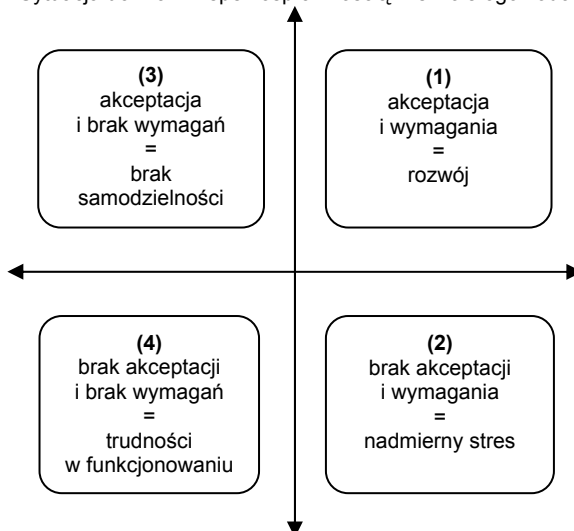 (3)
akceptacja
i brak wymagań
=
brak
samodzielności
(1)
akceptacja
i wymagania
=
rozwój
(4)
brak akceptacji
i brak wymagań
=
trudności
w funkcjonowaniu
(2)
brak akceptacji
i wymagania
=
nadmierny stres